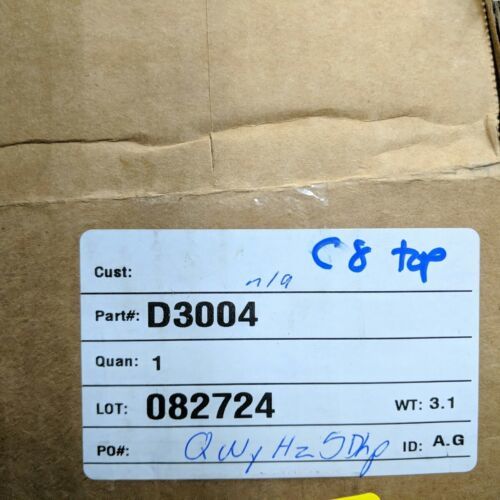 C8 top
Cust:
n/a
Part#: D3004
Quan: 1
LOT: 082724 WT: 3.1
PO#: ID: A.G